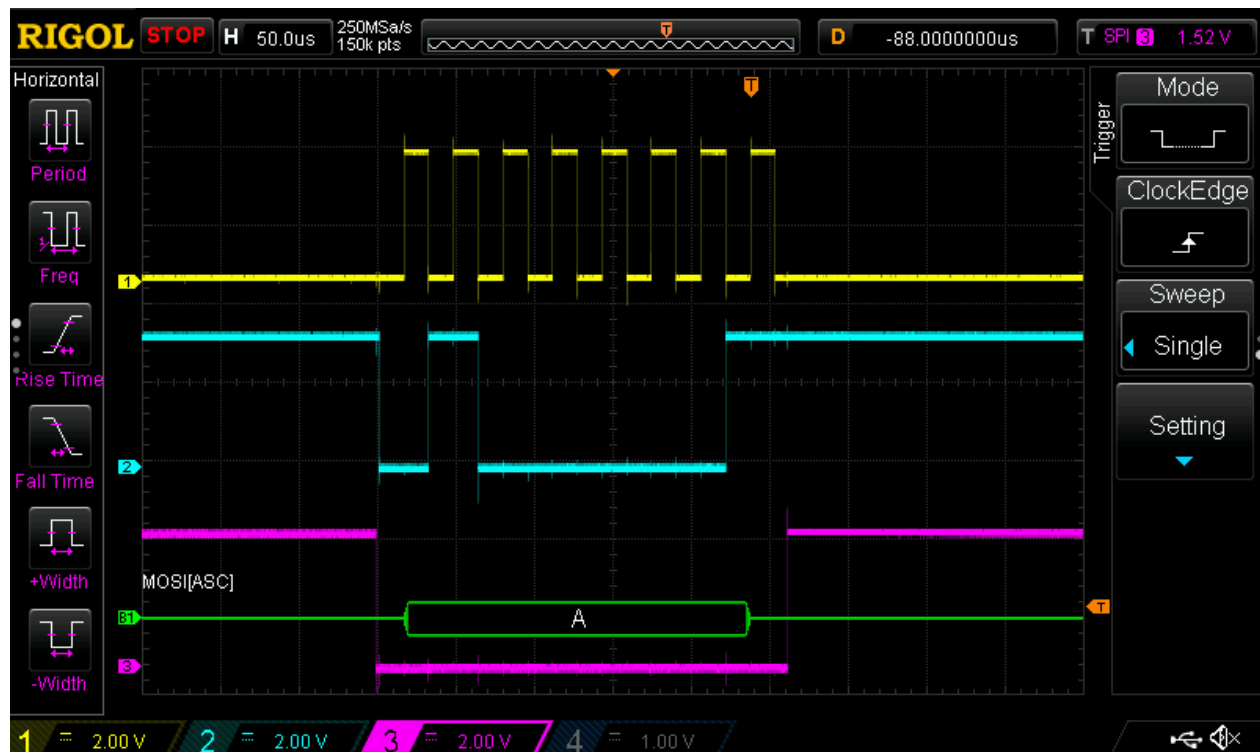 RIGOL STOP H 50.0us 250MSa/s D -88.0000000us T SPI 3 1.52 V
150k pts
Horizontal
Period
Freq
Rise Time
Fall Time
+Width
-Width
T
T
1
2
MOSI[ASC]
B1 A
T
3
Trigger
Mode
ClockEdge
Sweep
Single
Setting
1 = 2.00 V 2 = 2.00 V 3 = 2.00 V 4 = 1.00 V